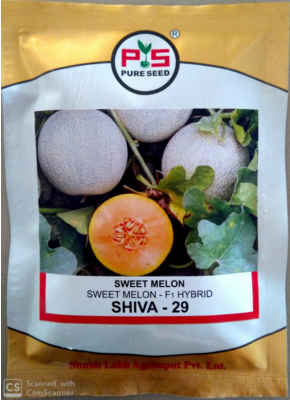 ®
PS
PURE SEED
SWEET MELON
SWEET MELON - F1 HYBRID
SHIVA - 29
Shubh Labh Agritspot Pvt. Ltd.
CS Scanned with
CamScanner